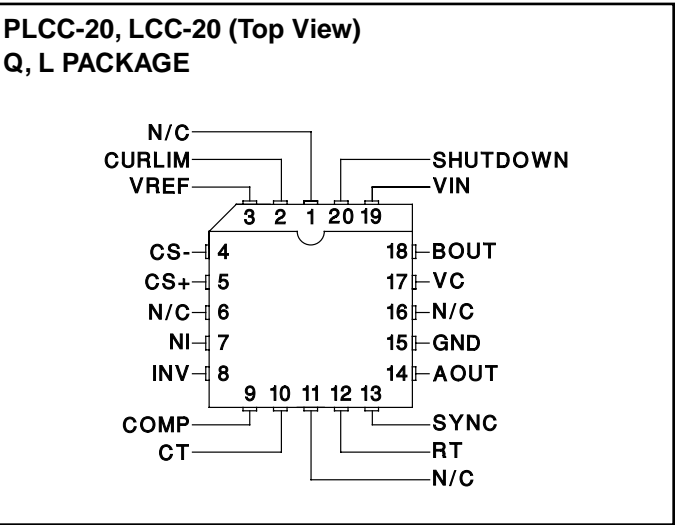 PLCC-20, LCC-20 (Top View)
Q, L PACKAGE
N/C
CURLIM
SHUTDOWN
VREF
VIN
3 2 1 20 19
CS- 4 18 BOUT
CS+ 5 17 VC
N/C 6 16 N/C
NI 7 15 GND
INV 8 14 AOUT
9 10 11 12 13
COMP SYNC
CT RT
N/C